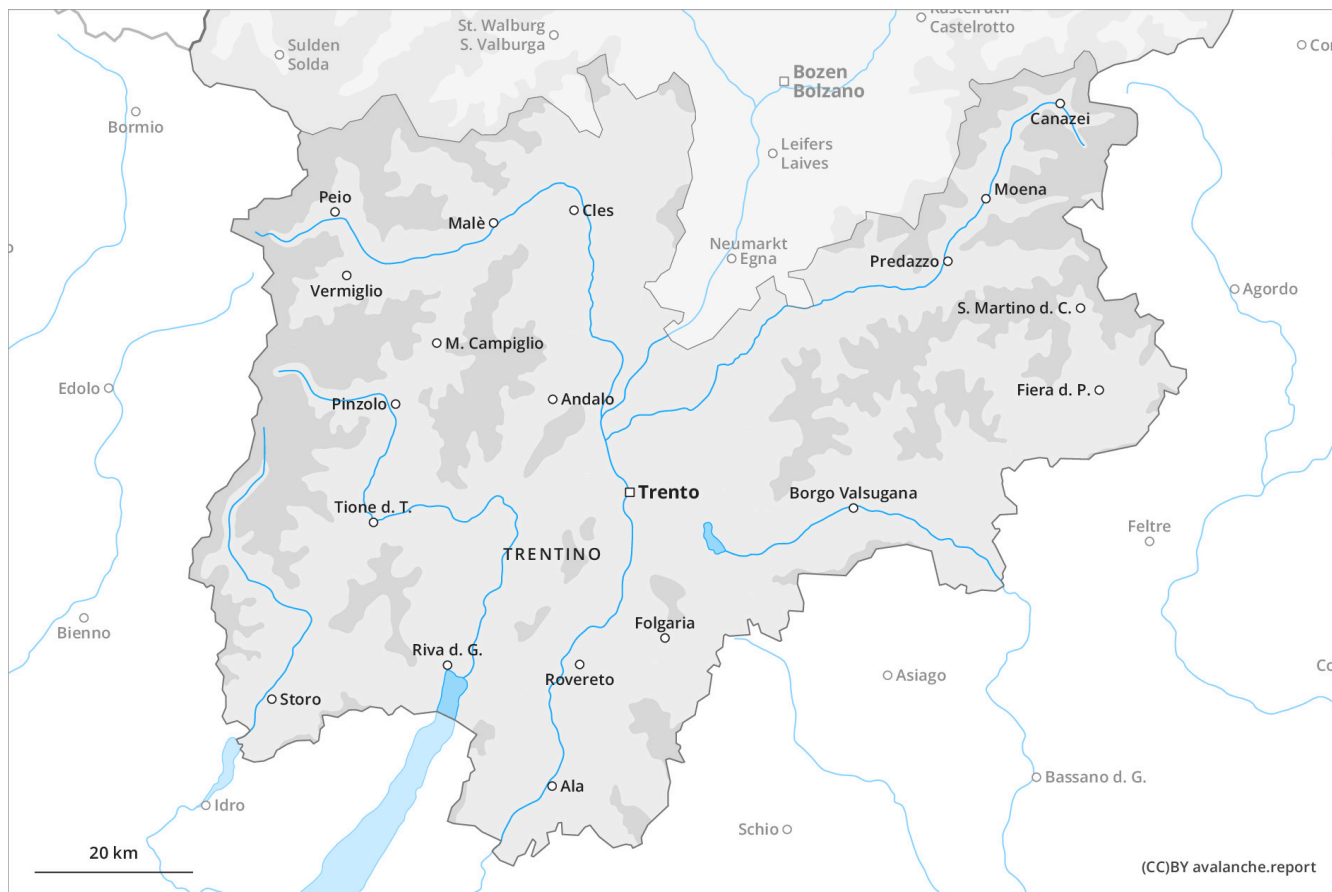 Kastelruth
Castelrotto
St. Walburg
S. Valburga
Sulden
Solda
Bozen
Bolzano
Bormio
Canazei
Leifers
Laives
Peio
Malè
Cles
Moena
Neumarkt
Egna
Predazzo
Vermiglio
Agordo
S. Martino d. C.
M. Campiglio
Edolo
Pinzolo
Andalo
Fiera d. P.
Trento
Borgo Valsugana
Tione d. T.
Feltre
TRENTINO
Bienno
Folgaria
Riva d. G.
Rovereto
Asiago
Storo
Ala
Bassano d. G.
Idro
Schio
20 km
(CC)BY avalanche.report